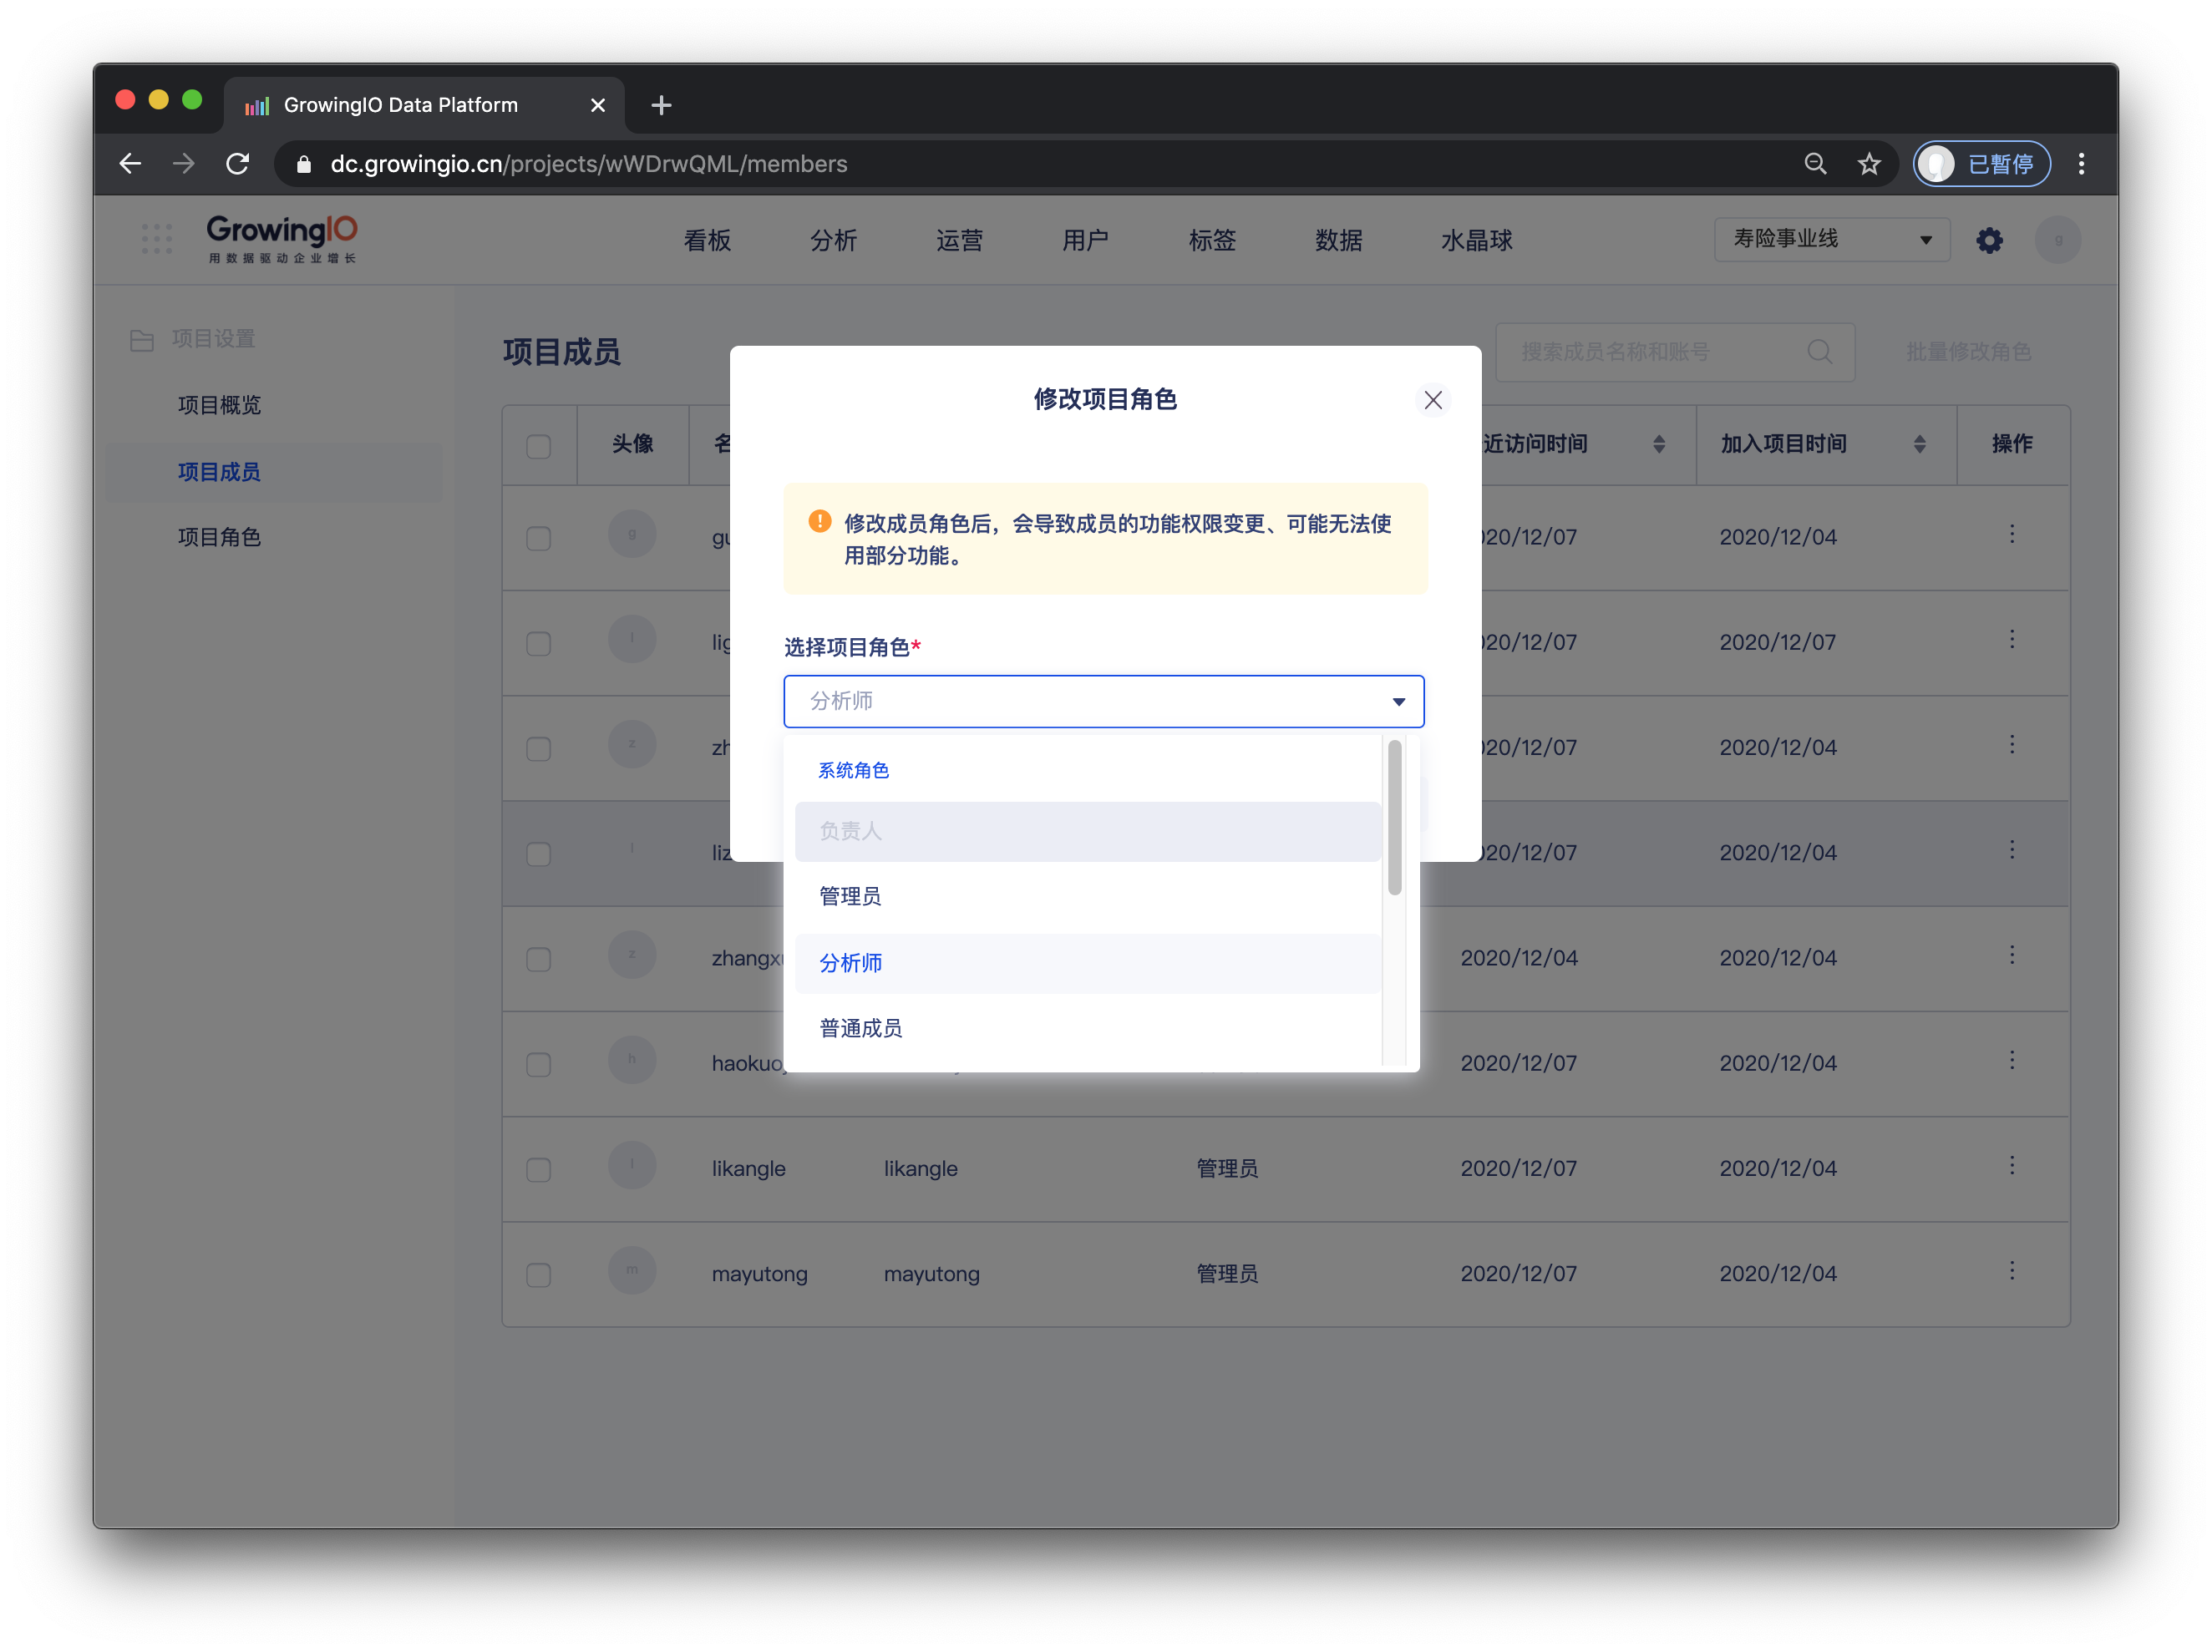 GrowingIO Data Platform
dc.growingio.cn/projects/wWDrwQML/members
已暂停
GrowingIO
用数据驱动企业增长
看板 分析 运营 用户 标签 数据 水晶球
寿险事业线
g
项目设置
项目概览
项目成员
项目角色
项目成员
搜索成员名称和账号
批量修改角色
头像 名 近访问时间 加入项目时间 操作
g gu 20/12/07 2020/12/04
l lig 20/12/07 2020/12/07
z zh 20/12/07 2020/12/04
l liz 20/12/07 2020/12/04
z zhangx 2020/12/04 2020/12/04
h haokuo 2020/12/07 2020/12/04
l likangle likangle 管理员 2020/12/07 2020/12/04
m mayutong mayutong 管理员 2020/12/07 2020/12/04
修改项目角色
修改成员角色后，会导致成员的功能权限变更、可能无法使
用部分功能。
选择项目角色*
分析师
系统角色
负责人
管理员
分析师
普通成员